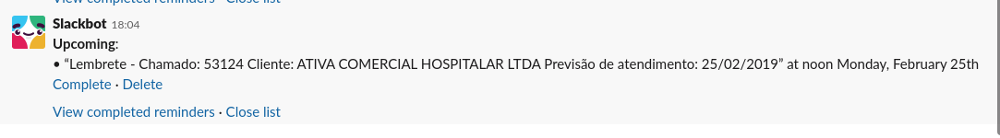 View completed reminders · Close list
Slackbot 18:04
Upcoming:
• “Lembrete - Chamado: 53124 Cliente: ATIVA COMERCIAL HOSPITALAR LTDA Previsão de atendimento: 25/02/2019” at noon Monday, February 25th
Complete · Delete
View completed reminders · Close list